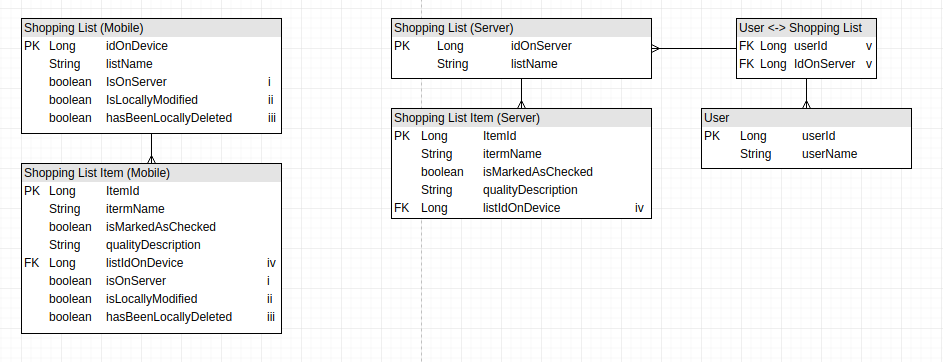 Shopping List (Mobile)
PK Long idOnDevice
String listName
boolean IsOnServer i
boolean IsLocallyModified ii
boolean hasBeenLocallyDeleted iii
Shopping List Item (Mobile)
PK Long ItemId
String itermName
boolean isMarkedAsChecked
String qualityDescription
FK Long listIdOnDevice iv
boolean isOnServer i
boolean isLocallyModified ii
boolean hasBeenLocallyDeleted iii
Shopping List (Server)
PK Long idOnServer
String listName
Shopping List Item (Server)
PK Long ItemId
String itermName
boolean isMarkedAsChecked
String qualityDescription
FK Long listIdOnDevice iv
User <-> Shopping List
FK Long userId v
FK Long IdOnServer v
User
PK Long userId
String userName